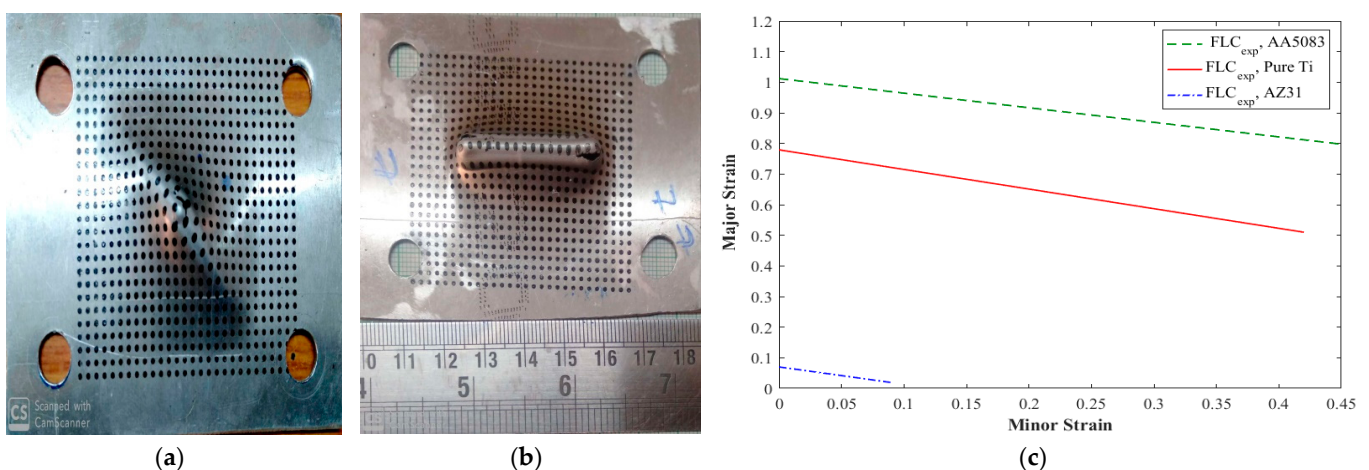 CS Scanned with
CamScanner
10 11 12 13 14 15 16 17 18
4 5 6 7
(a)
(b)
1.2
1.1
1
0.9
0.8
0.7
0.6
0.5
0.4
0.3
0.2
0.1
0
Major Strain
FLCexp, AA5083
FLCexp, Pure Ti
FLCexp, AZ31
0 0.05 0.1 0.15 0.2 0.25 0.3 0.35 0.4 0.45
Minor Strain
(c)